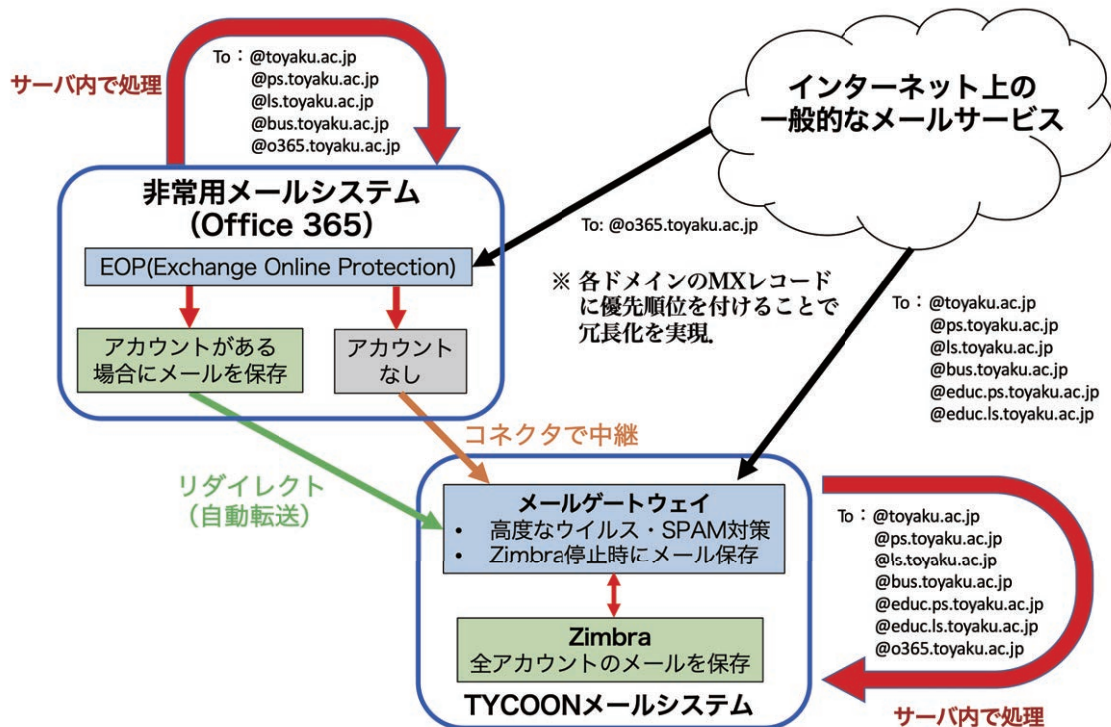 サーバ内で処理
To：@toyaku.ac.jp
@ps.toyaku.ac.jp
@ls.toyaku.ac.jp
@bus.toyaku.ac.jp
@o365.toyaku.ac.jp
インターネット上の
一般的なメールサービス
非常用メールシステム
（Office 365）
EOP(Exchange Online Protection)
To: @o365.toyaku.ac.jp
アカウントがある
場合にメールを保存
アカウント
なし
※ 各ドメインのMXレコード
に優先順位を付けることで
冗長化を実現.
To：@toyaku.ac.jp
@ps.toyaku.ac.jp
@ls.toyaku.ac.jp
@bus.toyaku.ac.jp
@educ.ps.toyaku.ac.jp
@educ.ls.toyaku.ac.jp
コネクタで中継
リダイレクト
（自動転送）
メールゲートウェイ
• 高度なウイルス・SPAM対策
• Zimbra停止時にメール保存
Zimbra
全アカウントのメールを保存
TYCOONメールシステム
To：@toyaku.ac.jp
@ps.toyaku.ac.jp
@ls.toyaku.ac.jp
@bus.toyaku.ac.jp
@educ.ps.toyaku.ac.jp
@educ.ls.toyaku.ac.jp
@o365.toyaku.ac.jp
サーバ内で処理